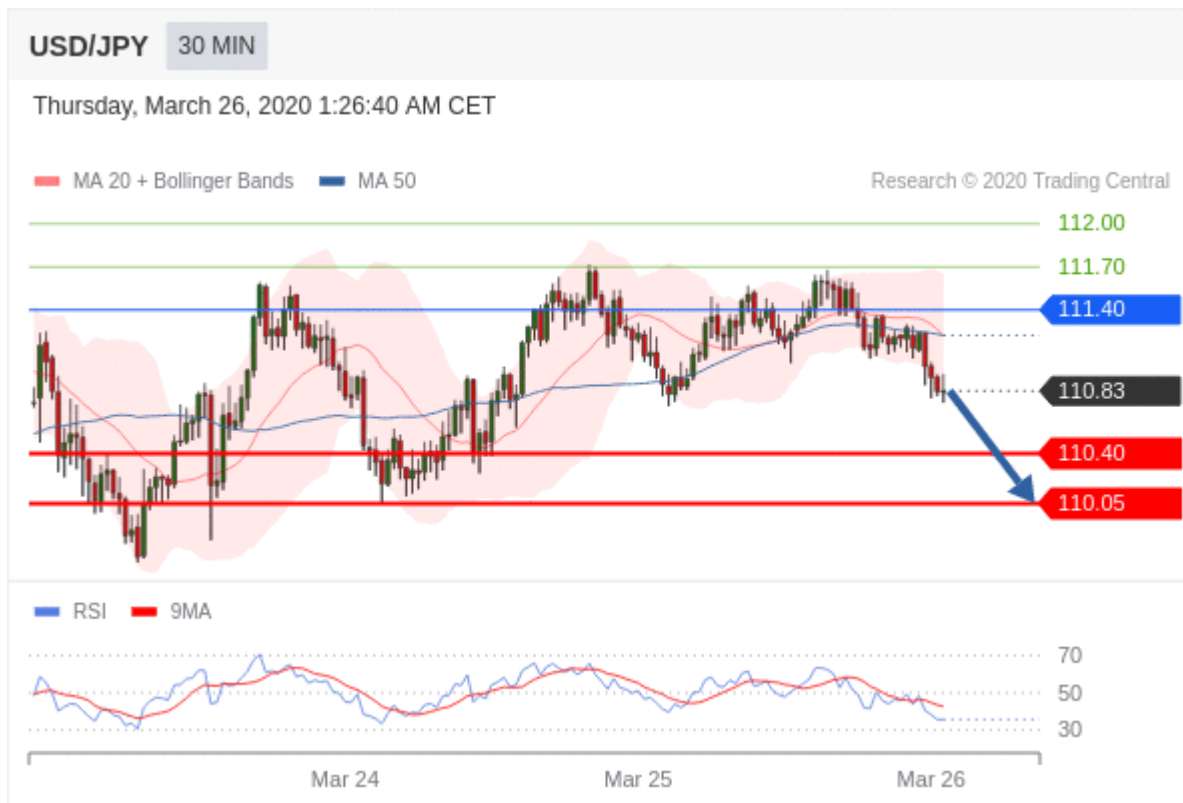 USD/JPY 30 MIN
Thursday, March 26, 2020 1:26:40 AM CET
MA 20 + Bollinger Bands MA 50 Research © 2020 Trading Central
112.00
111.70
111.40
110.83
110.40
110.05
RSI 9MA
70
50
30
Mar 24 Mar 25 Mar 26